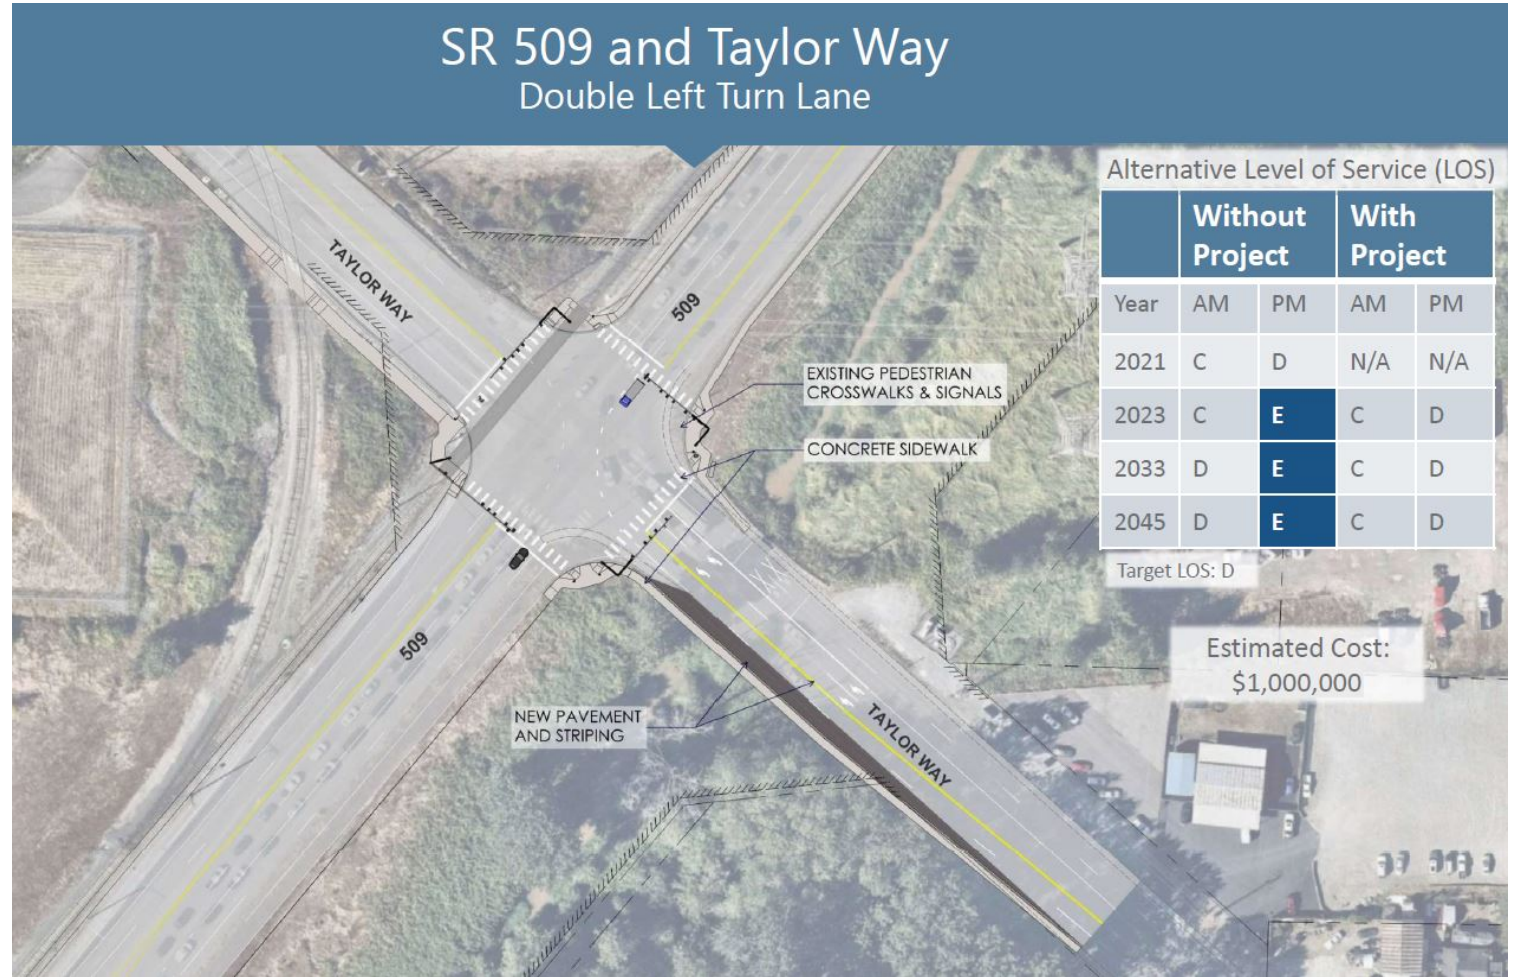 SR 509 and Taylor Way
Double Left Turn Lane
Alternative Level of Service (LOS)
Without Project With Project
Year AM PM AM PM
2021 C D N/A N/A
2023 C E C D
2033 D E C D
2045 D E C D
Target LOS: D
Estimated Cost:
$1,000,000
TAYLOR WAY
509
EXISTING PEDESTRIAN
CROSSWALKS & SIGNALS
CONCRETE SIDEWALK
509
NEW PAVEMENT
AND STRIPING
TAYLOR WAY